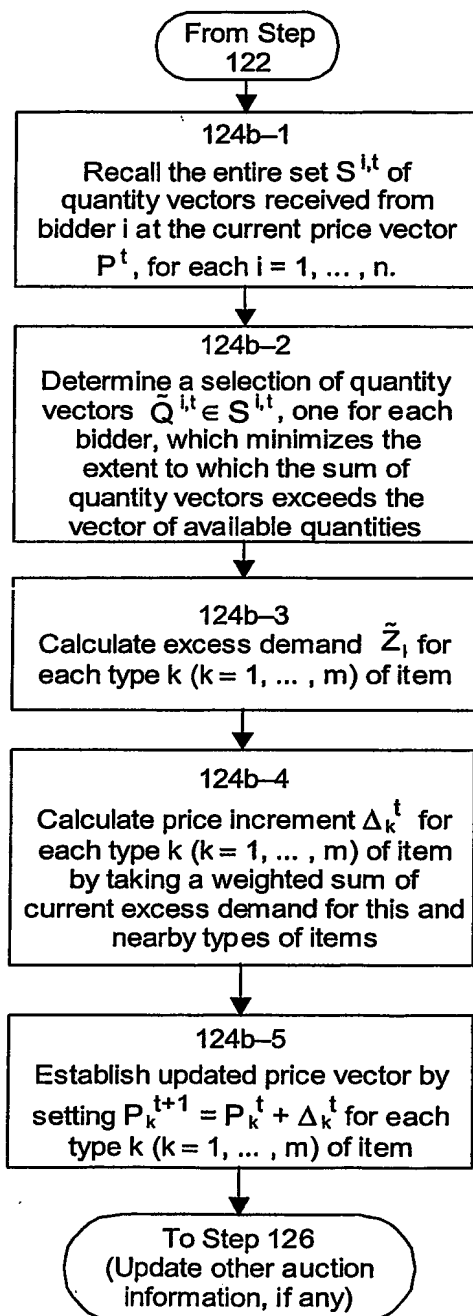 From Step
122
124b–1
Recall the entire set S^{i,t} of
quantity vectors received from
bidder i at the current price vector
P^t, for each i = 1, ... , n.
124b–2
Determine a selection of quantity
vectors Q̃^{i,t} ∈ S^{i,t}, one for each
bidder, which minimizes the
extent to which the sum of
quantity vectors exceeds the
vector of available quantities
124b–3
Calculate excess demand Z̃_l for
each type k (k = 1, ... , m) of item
124b–4
Calculate price increment Δ_k^t for
each type k (k = 1, ... , m) of item
by taking a weighted sum of
current excess demand for this and
nearby types of items
124b–5
Establish updated price vector by
setting P_k^{t+1} = P_k^t + Δ_k^t for each
type k (k = 1, ... , m) of item
To Step 126
(Update other auction
information, if any)